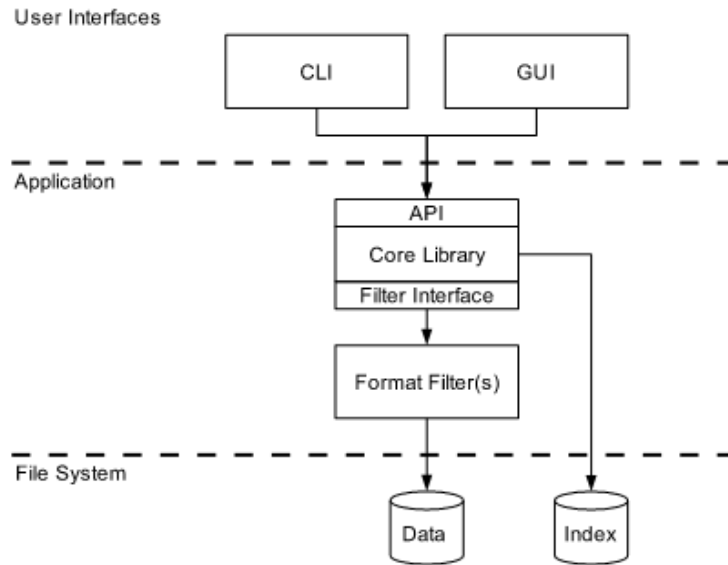 User Interfaces
CLI
GUI
Application
API
Core Library
Filter Interface
Format Filter(s)
File System
Data
Index